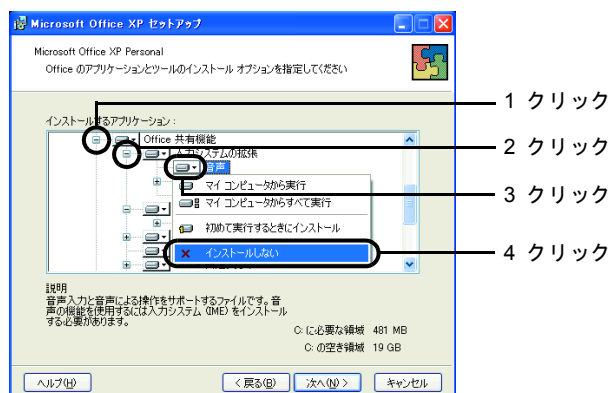 Microsoft Office XP セットアップ
Microsoft Office XP Personal
Office のアプリケーションとツールのインストール オプションを指定してください
インストールするアプリケーション:
Office 共有機能
入力システムの拡張
音声
マイ コンピュータから実行
マイ コンピュータからすべて実行
初めて実行するときにインストール
インストールしない
1 クリック
2 クリック
3 クリック
4 クリック
説明
音声入力と音声による操作をサポートするファイルです。音
声の機能を使用するには入力システム (IME) をインストール
する必要があります。
C: に必要な領域 481 MB
C: の空き領域 19 GB
ヘルプ(H)
< 戻る(B)
次へ(N) >
キャンセル